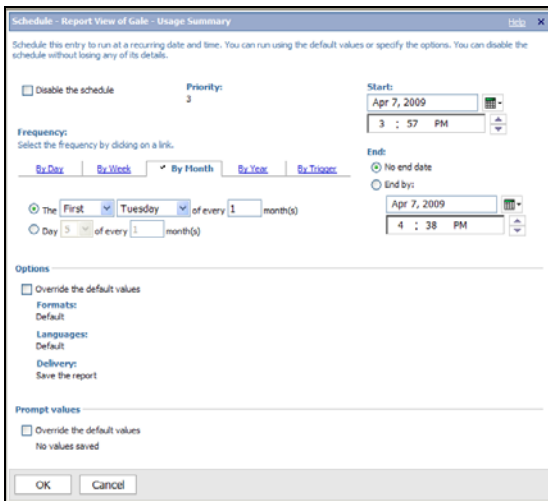 Schedule - Report View of Gale - Usage Summary
Help
Schedule this entry to run at a recurring date and time. You can run using the default values or specify the options. You can disable the
schedule without losing any of its details.
Disable the schedule
Priority:
3
Start:
Apr 7, 2009
3 : 57 PM
Frequency:
Select the frequency by clicking on a link.
By Day By Week By Month By Year By Trigger
The First Tuesday of every 1 month(s)
Day 5 of every 1 month(s)
End:
No end date
End by:
Apr 7, 2009
4 : 38 PM
Options
Override the default values
Formats:
Default
Languages:
Default
Delivery:
Save the report
Prompt values
Override the default values
No values saved
OK Cancel